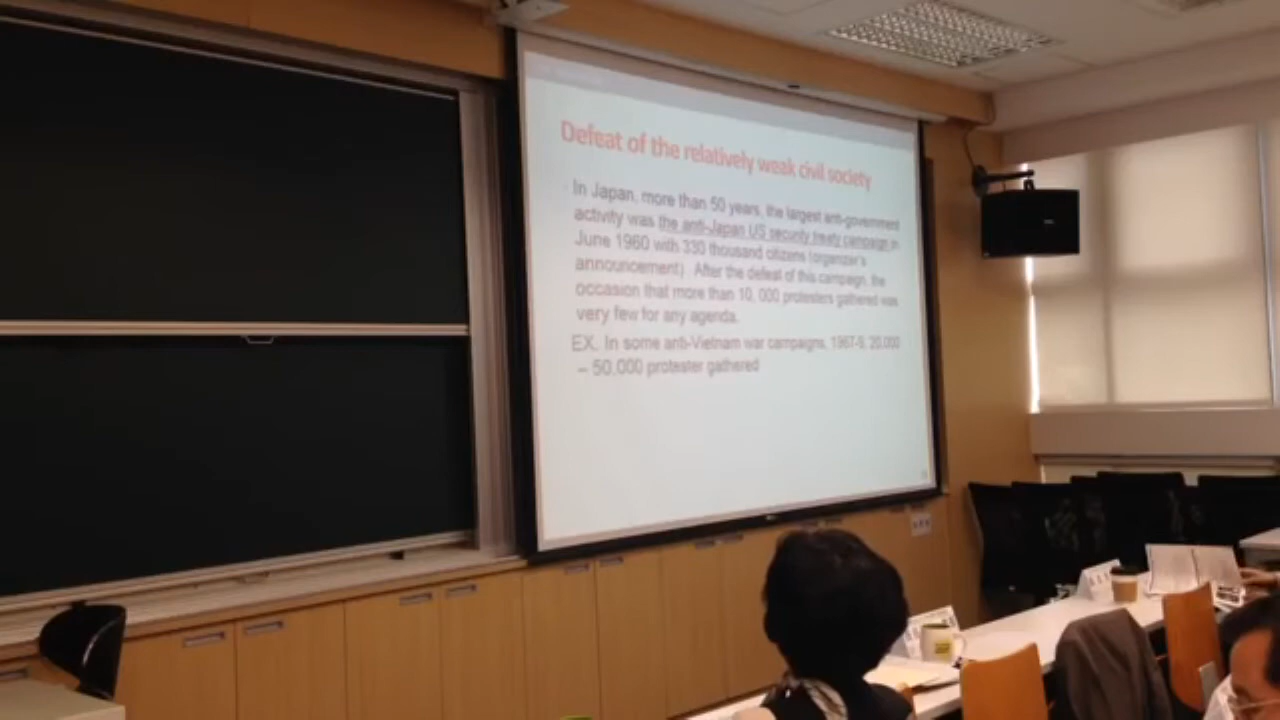 Defeat of the relatively weak civil society
In Japan, more than 50 years, the largest anti-government
activity was the anti-Japan US security treaty campaign in
June 1960 with 330 thousand citizens (organizer's
announcement) After the defeat of this campaign, the
occasion that more than 10, 000 protesters gathered was
very few for any agenda.
EX. In some anti-Vietnam war campaigns, 1967-9, 20,000
– 50,000 protester gathered